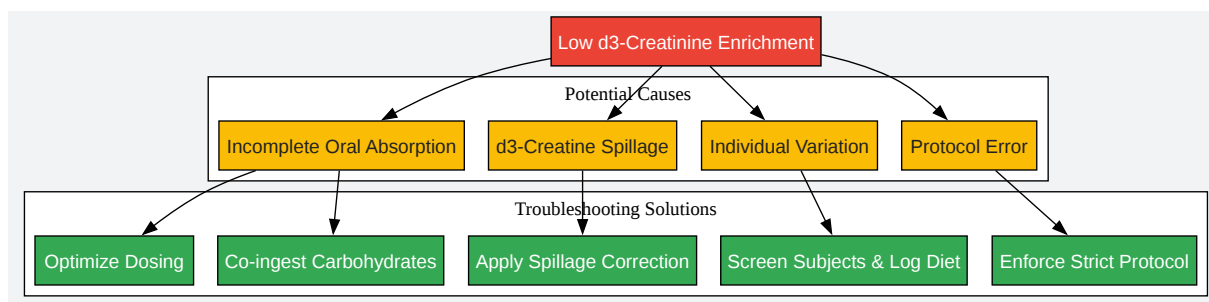 Low d3-Creatinine Enrichment
Potential Causes
Incomplete Oral Absorption
d3-Creatine Spillage
Individual Variation
Protocol Error
Troubleshooting Solutions
Optimize Dosing
Co-ingest Carbohydrates
Apply Spillage Correction
Screen Subjects & Log Diet
Enforce Strict Protocol